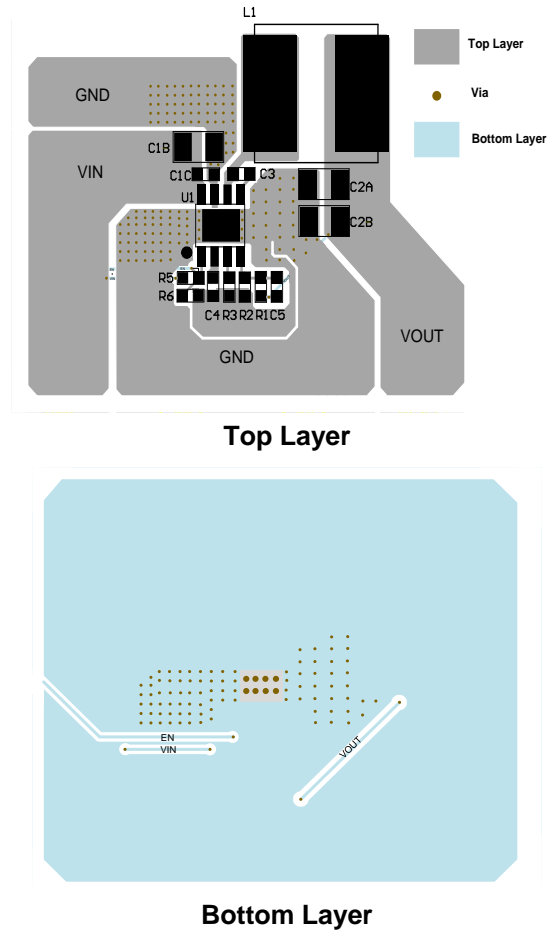 L1
Top Layer
GND
Via
C1B
Bottom Layer
VIN
C1C
C3
C2A
U1
C2B
R5
R6
C4 R3 R2 R1 C5
VOUT
GND
Top Layer
EN
VIN
VOUT
Bottom Layer